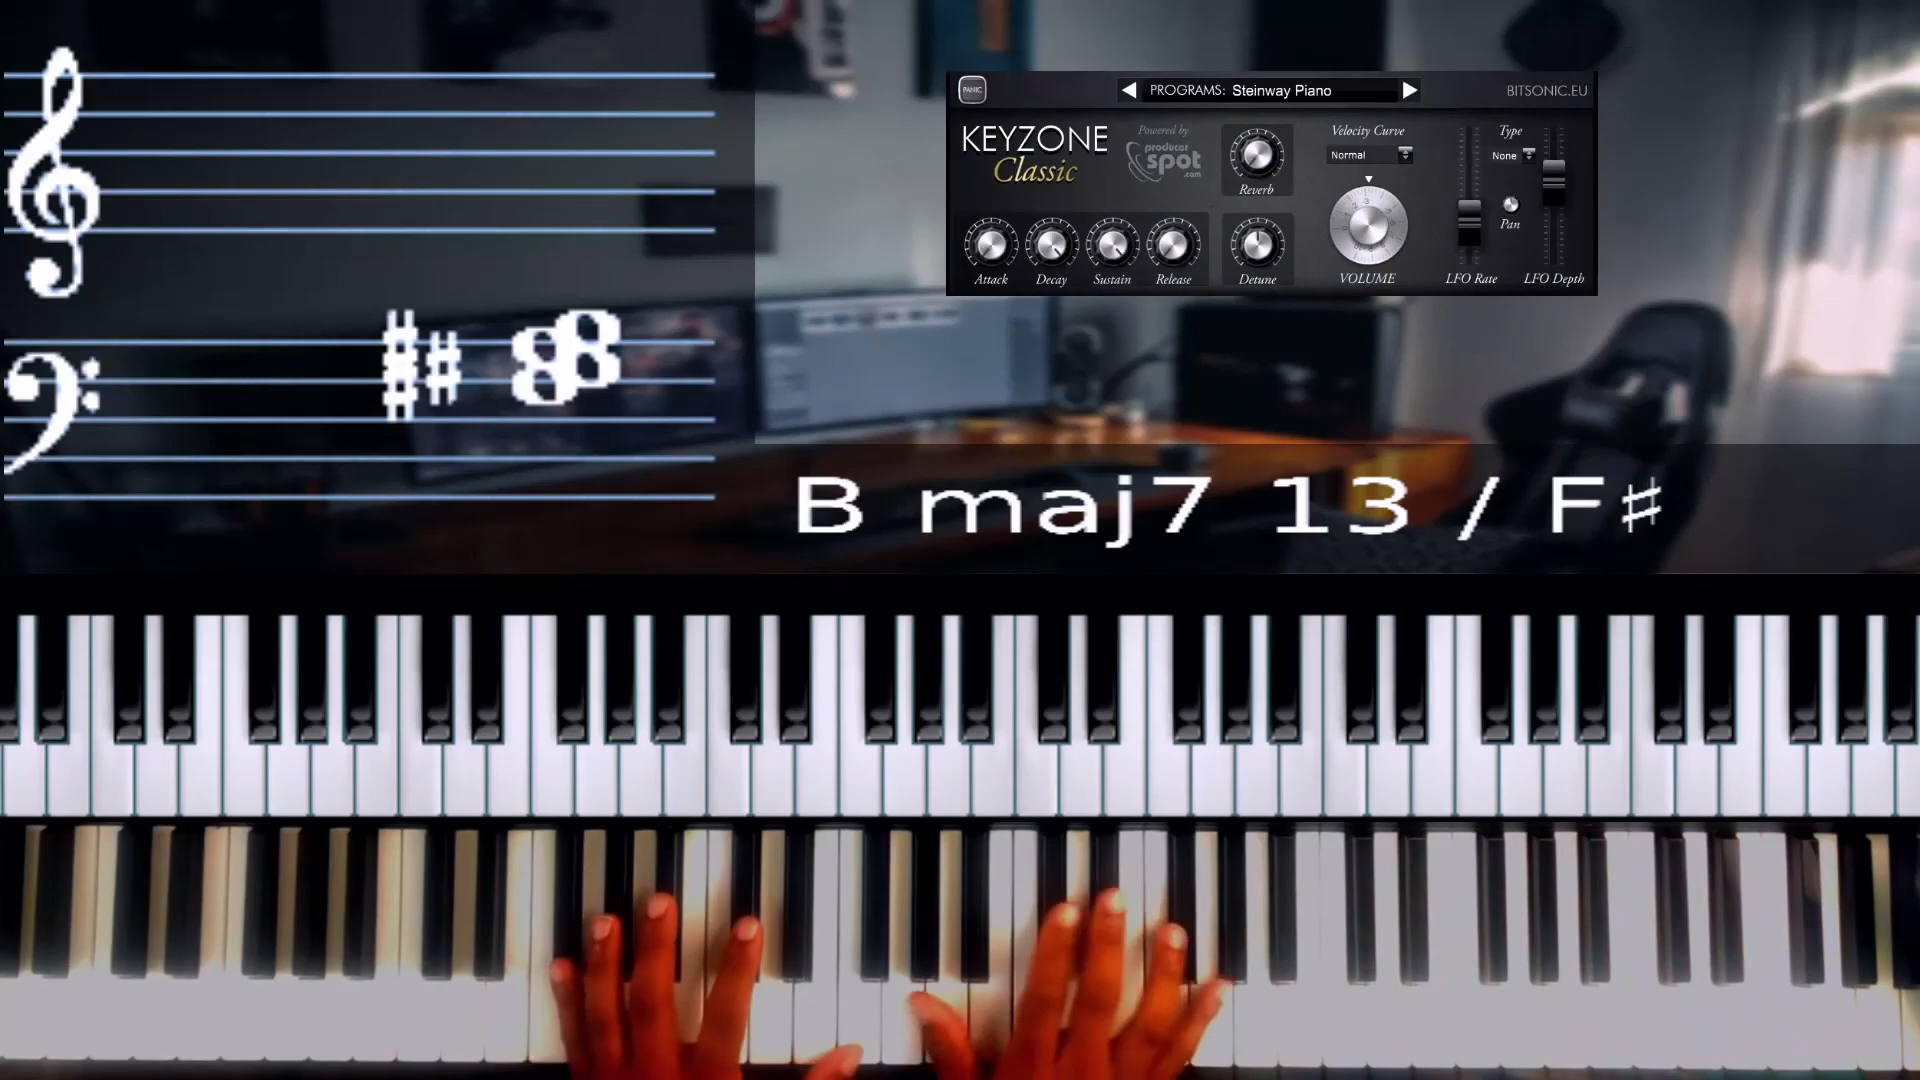 PANIC
PROGRAMS: Steinway Piano
BITSONIC.EU
KEYZONE
Classic
Powered by
producer
spot
.com
Reverb
Velocity Curve
Normal
Type
None
Pan
Attack
Decay
Sustain
Release
Detune
VOLUME
LFO Rate
LFO Depth
B maj7 13 / F♯